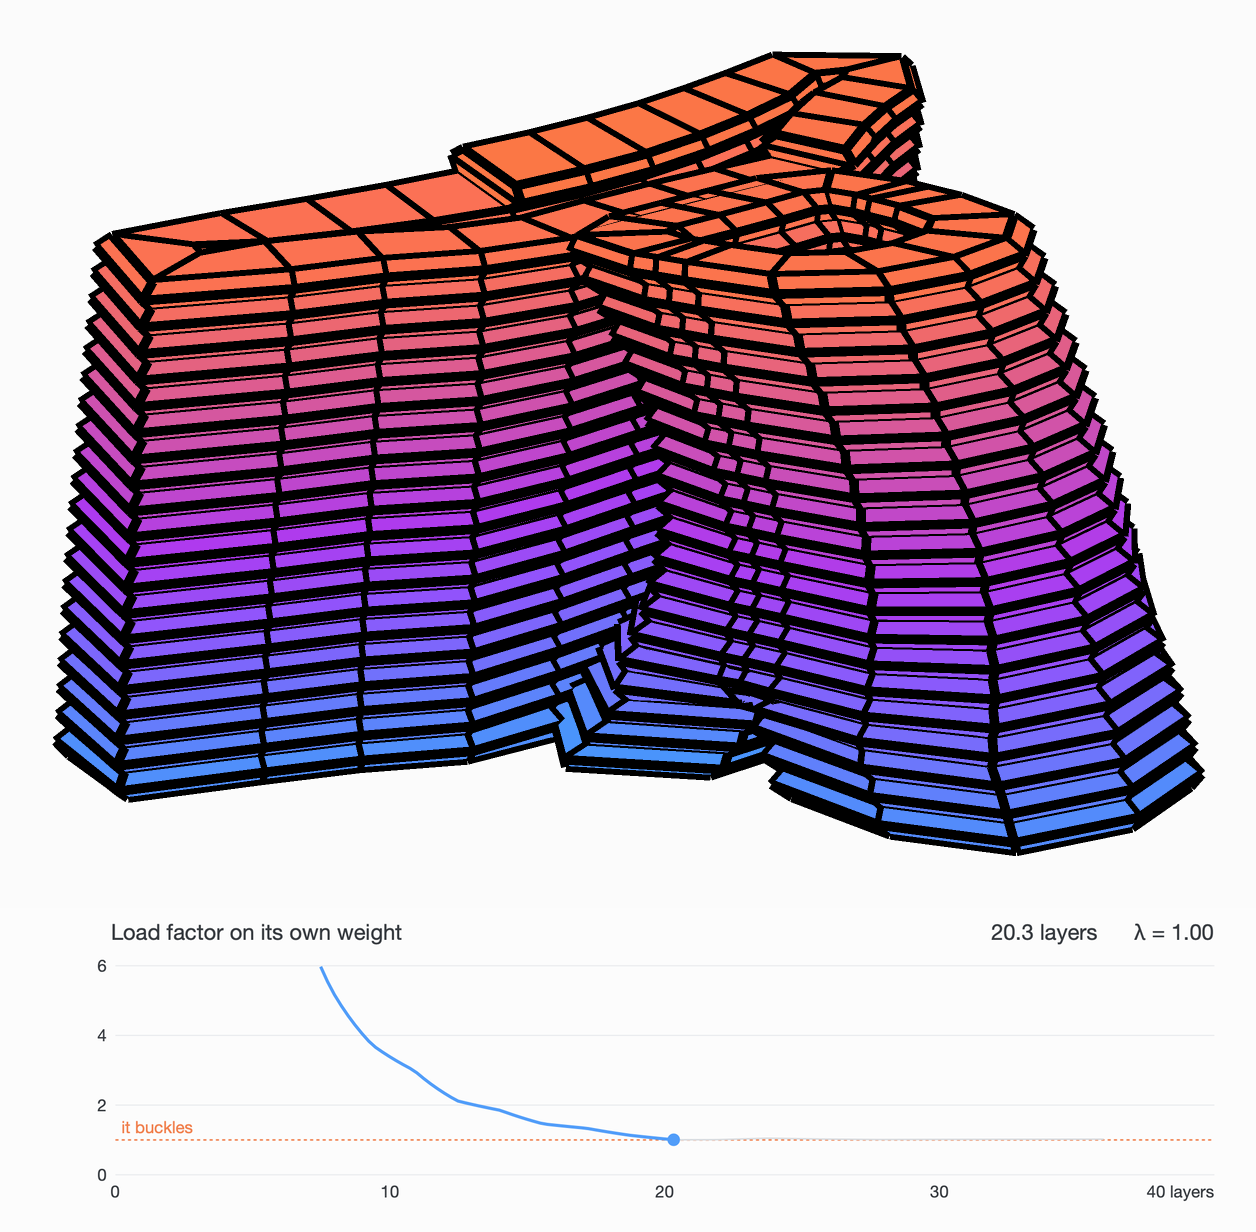 Load factor on its own weight
20.3 layers λ = 1.00
6
4
2
it buckles
0
0 10 20 30 40 layers